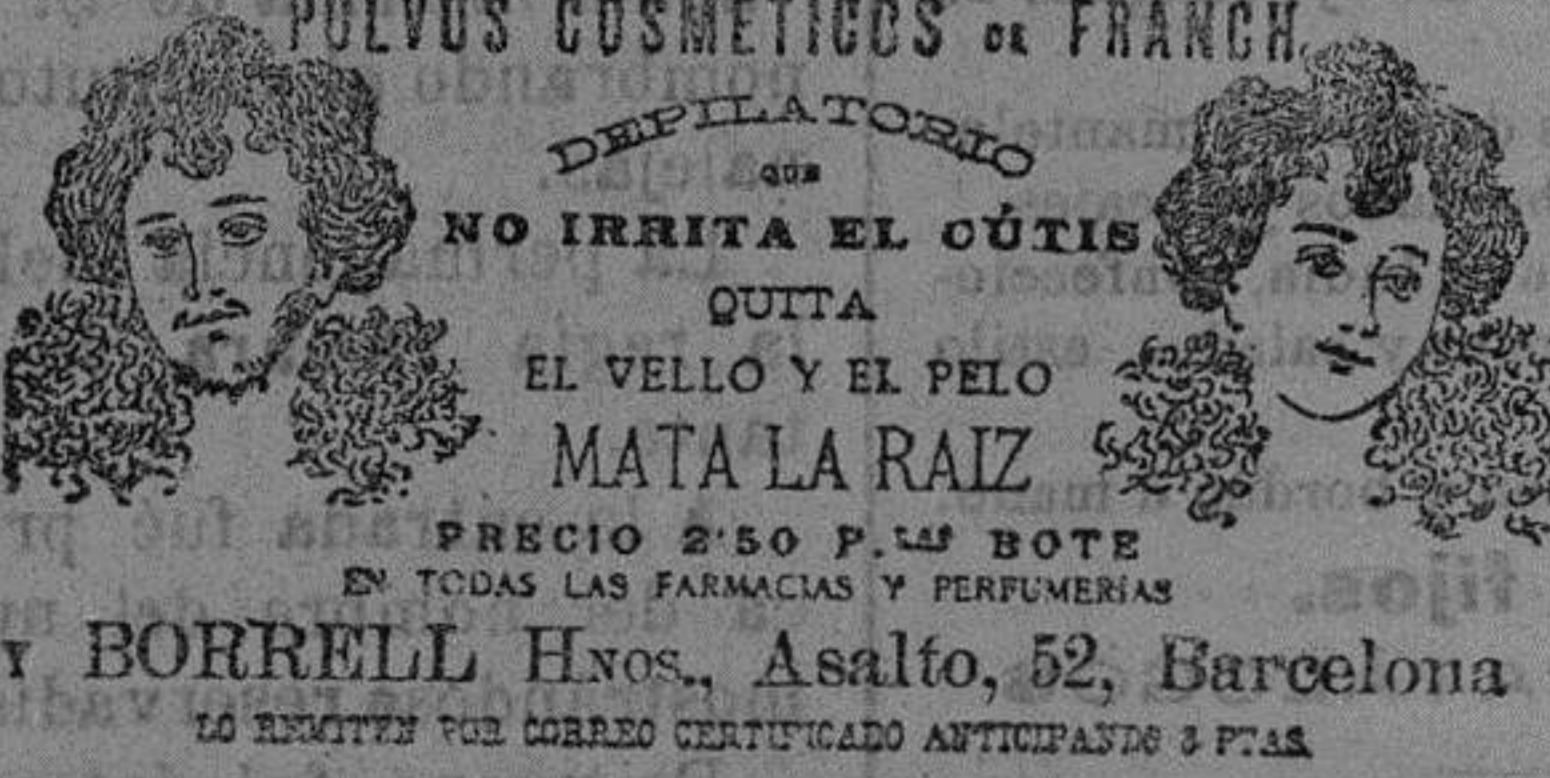 POLVOS COSMETICOS DE FRANCH.
DEPILATORIO
QUE
NO IRRITA EL CÚTIS
QUITA
EL VELLO Y EL PELO
MATA LA RAIZ
PRECIO 2'50 P.tas BOTE
EN TODAS LAS FARMACIAS Y PERFUMERÍAS
Y BORRELL HNOS., Asalto, 52, Barcelona
LO REMITEN POR CORREO CERTIFICADO ANTICIPANDO 3 PTAS.